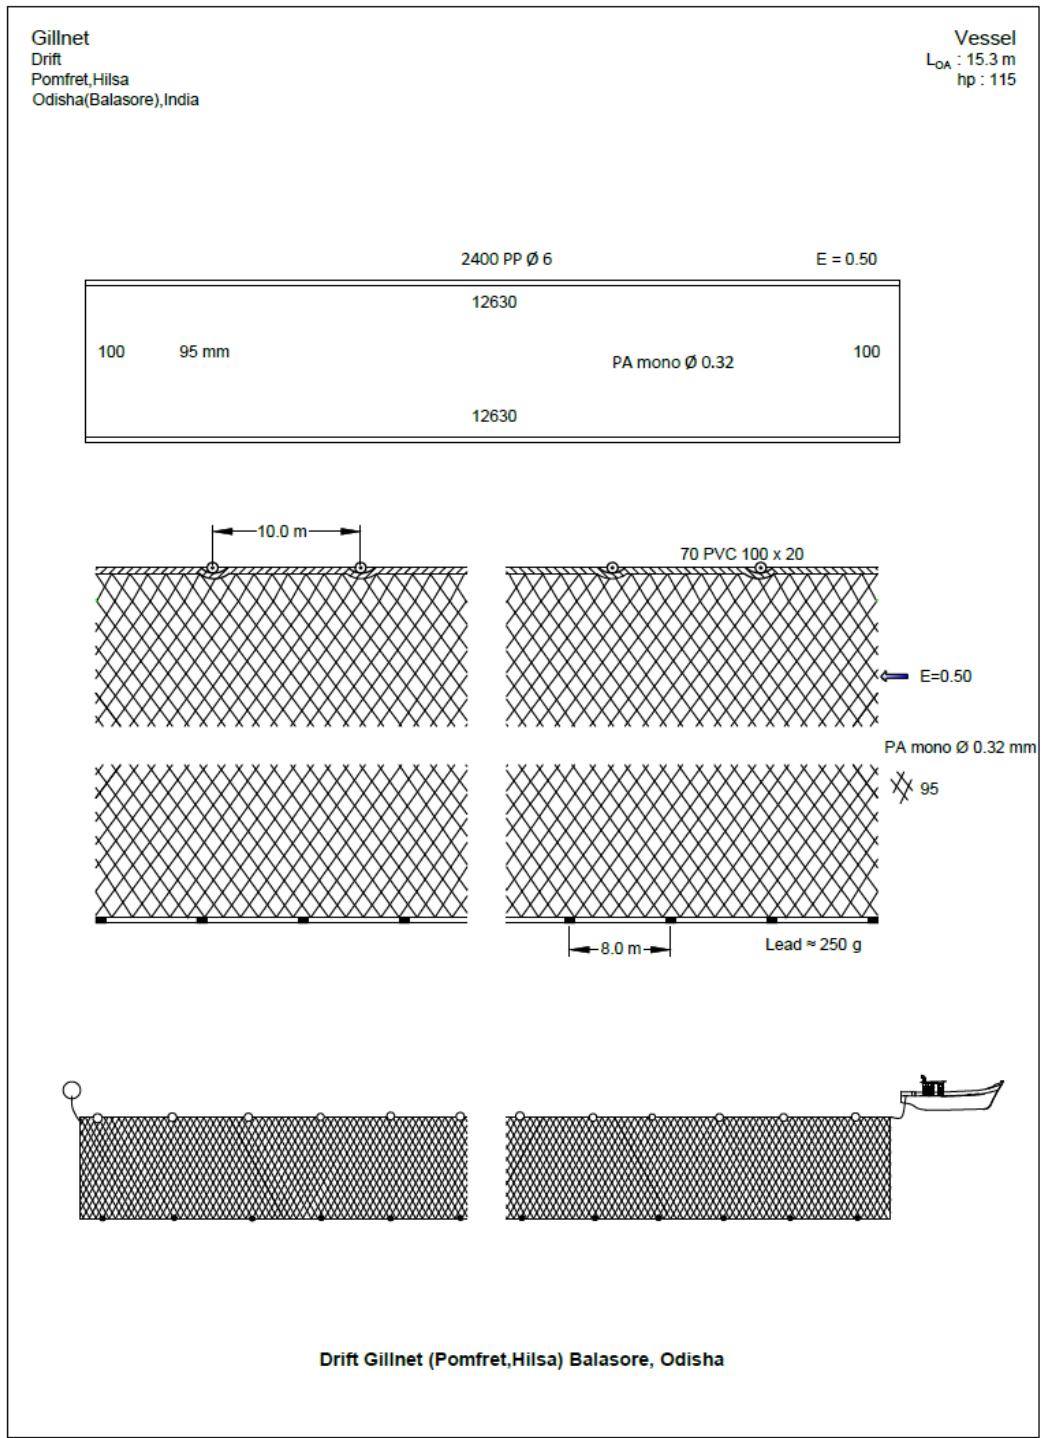 Gillnet
Drift
Pomfret,Hilsa
Odisha(Balasore),India
Vessel
LOA : 15.3 m
hp : 115
2400 PP Ø 6
E = 0.50
12630
100
95 mm
PA mono Ø 0.32
100
12630
10.0 m
70 PVC 100 x 20
E=0.50
PA mono Ø 0.32 mm
95
8.0 m
Lead ≈ 250 g
Drift Gillnet (Pomfret,Hilsa) Balasore, Odisha